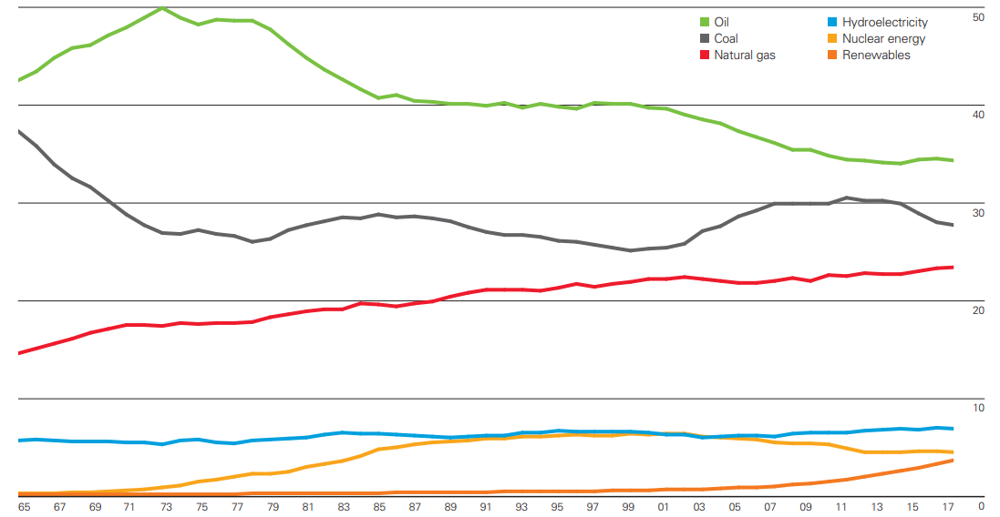 50
Oil
Hydroelectricity
Coal
Nuclear energy
Natural gas
Renewables
40
30
20
10
65 67 69 71 73 75 77 79 81 83 85 87 89 91 93 95 97 99 01 03 05 07 09 11 13 15 17 0